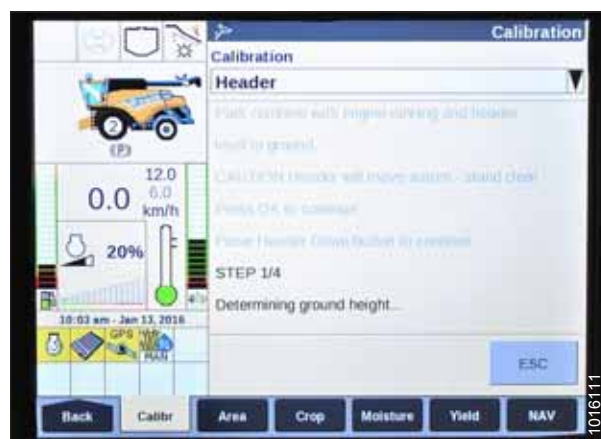 Calibration
Calibration
Header
Park combine with engine running and header
level to ground.
CAUTION Header will move autom.- stand clear
Press OK to continue
Press Header Down Button to continue
STEP 1/4
Determining ground height...
2
(P)
12.0
0.0
6.0
km/h
20%
10:03 am - Jan 13, 2016
GPS
MAN
ESC
Back
Calibr
Area
Crop
Moisture
Yield
NAV
1016111